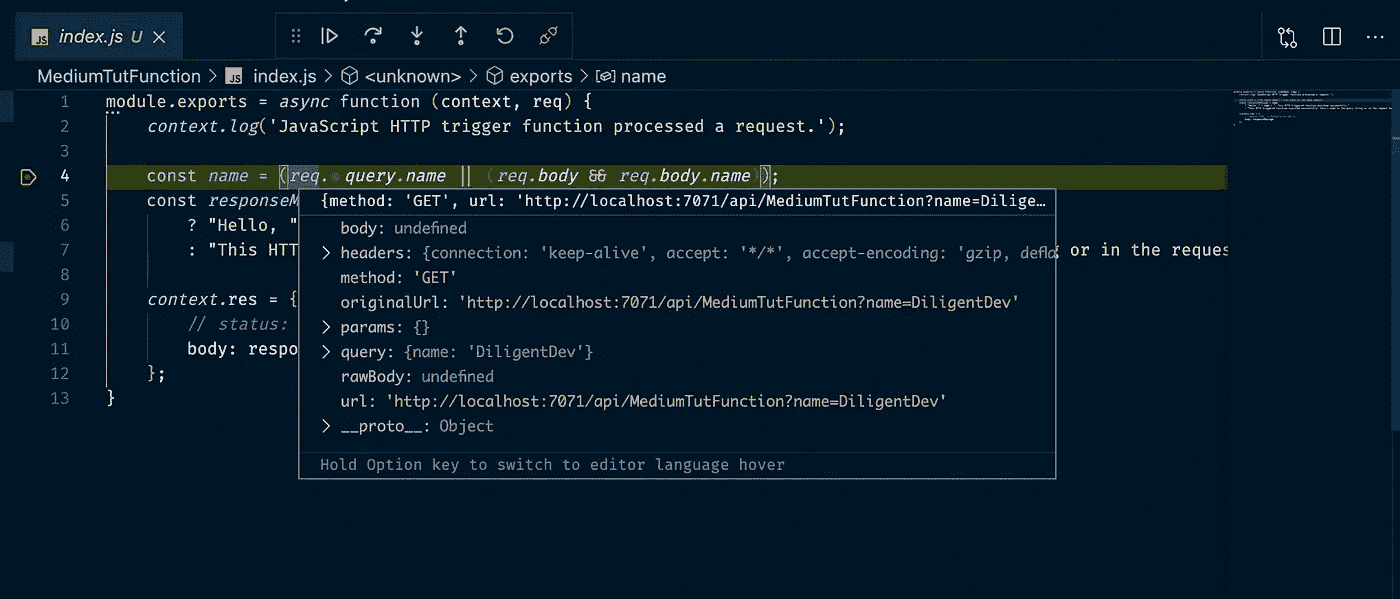 index.js U
MediumTutFunction > index.js > <unknown> > exports > name
1 module.exports = async function (context, req) {
2 context.log('JavaScript HTTP trigger function processed a request.');
3
4 const name = (req. query.name || (req.body && req.body.name));
5 const responseM
6 ? "Hello, "
7 : "This HTT g or in the reques
8
9 context.res = {
10 // status:
11 body: respo
12 };
13 }
{method: 'GET', url: 'http://localhost:7071/api/MediumTutFunction?name=Dilige…
body: undefined
headers: {connection: 'keep-alive', accept: '*/*', accept-encoding: 'gzip, defla
method: 'GET'
originalUrl: 'http://localhost:7071/api/MediumTutFunction?name=DiligentDev'
params: {}
query: {name: 'DiligentDev'}
rawBody: undefined
url: 'http://localhost:7071/api/MediumTutFunction?name=DiligentDev'
__proto__: Object
Hold Option key to switch to editor language hover